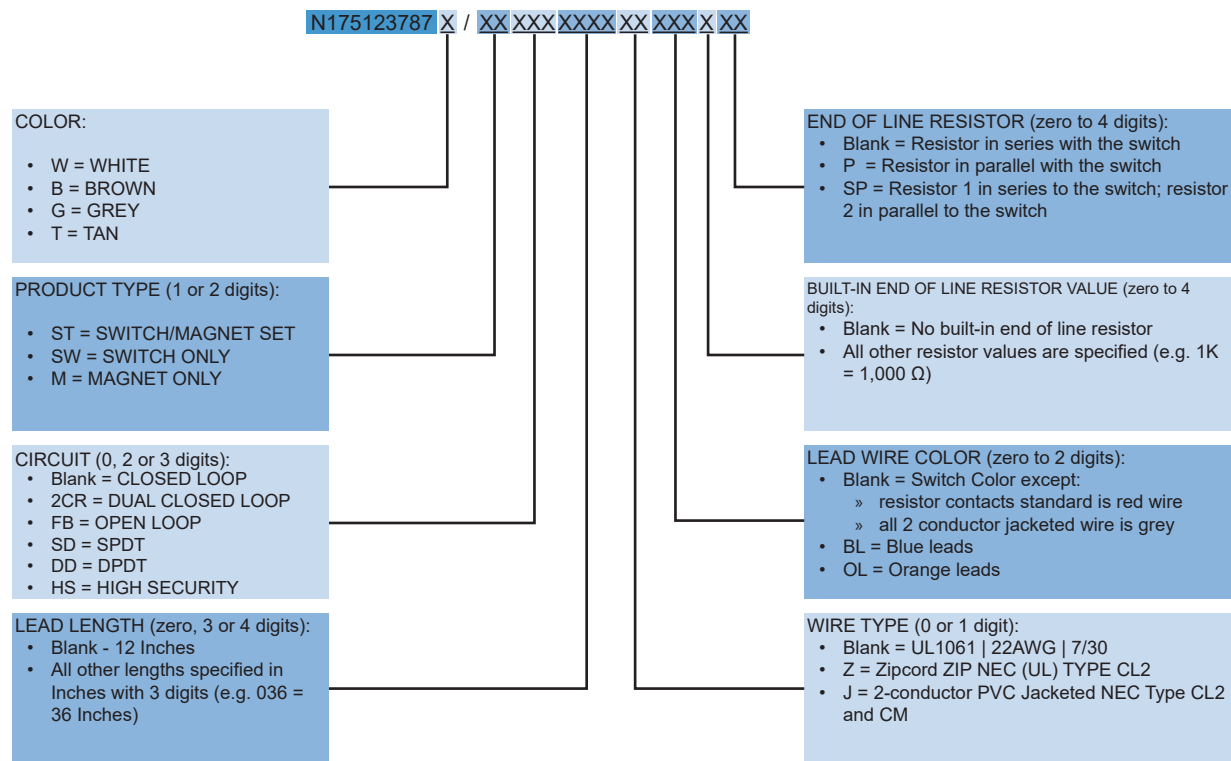 N175123787 X / XX XXX XXXX XX XXX X XX
COLOR:
• W = WHITE
• B = BROWN
• G = GREY
• T = TAN
PRODUCT TYPE (1 or 2 digits):
• ST = SWITCH/MAGNET SET
• SW = SWITCH ONLY
• M = MAGNET ONLY
CIRCUIT (0, 2 or 3 digits):
• Blank = CLOSED LOOP
• 2CR = DUAL CLOSED LOOP
• FB = OPEN LOOP
• SD = SPDT
• DD = DPDT
• HS = HIGH SECURITY
LEAD LENGTH (zero, 3 or 4 digits):
• Blank - 12 Inches
• All other lengths specified in
Inches with 3 digits (e.g. 036 =
36 Inches)
END OF LINE RESISTOR (zero to 4 digits):
• Blank = Resistor in series with the switch
• P = Resistor in parallel with the switch
• SP = Resistor 1 in series to the switch; resistor
2 in parallel to the switch
BUILT-IN END OF LINE RESISTOR VALUE (zero to 4
digits):
• Blank = No built-in end of line resistor
• All other resistor values are specified (e.g. 1K
= 1,000 Ω)
LEAD WIRE COLOR (zero to 2 digits):
• Blank = Switch Color except:
» resistor contacts standard is red wire
» all 2 conductor jacketed wire is grey
• BL = Blue leads
• OL = Orange leads
WIRE TYPE (0 or 1 digit):
• Blank = UL1061 | 22AWG | 7/30
• Z = Zipcord ZIP NEC (UL) TYPE CL2
• J = 2-conductor PVC Jacketed NEC Type CL2
and CM